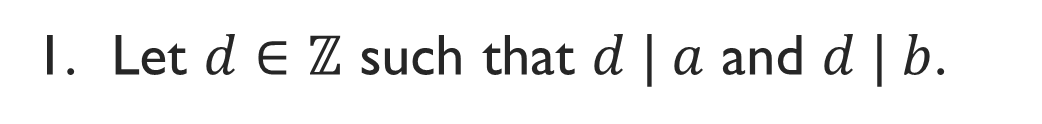 1. Let 𝑑 ∈ ℤ such that 𝑑 | 𝑎 and 𝑑 | 𝑏.